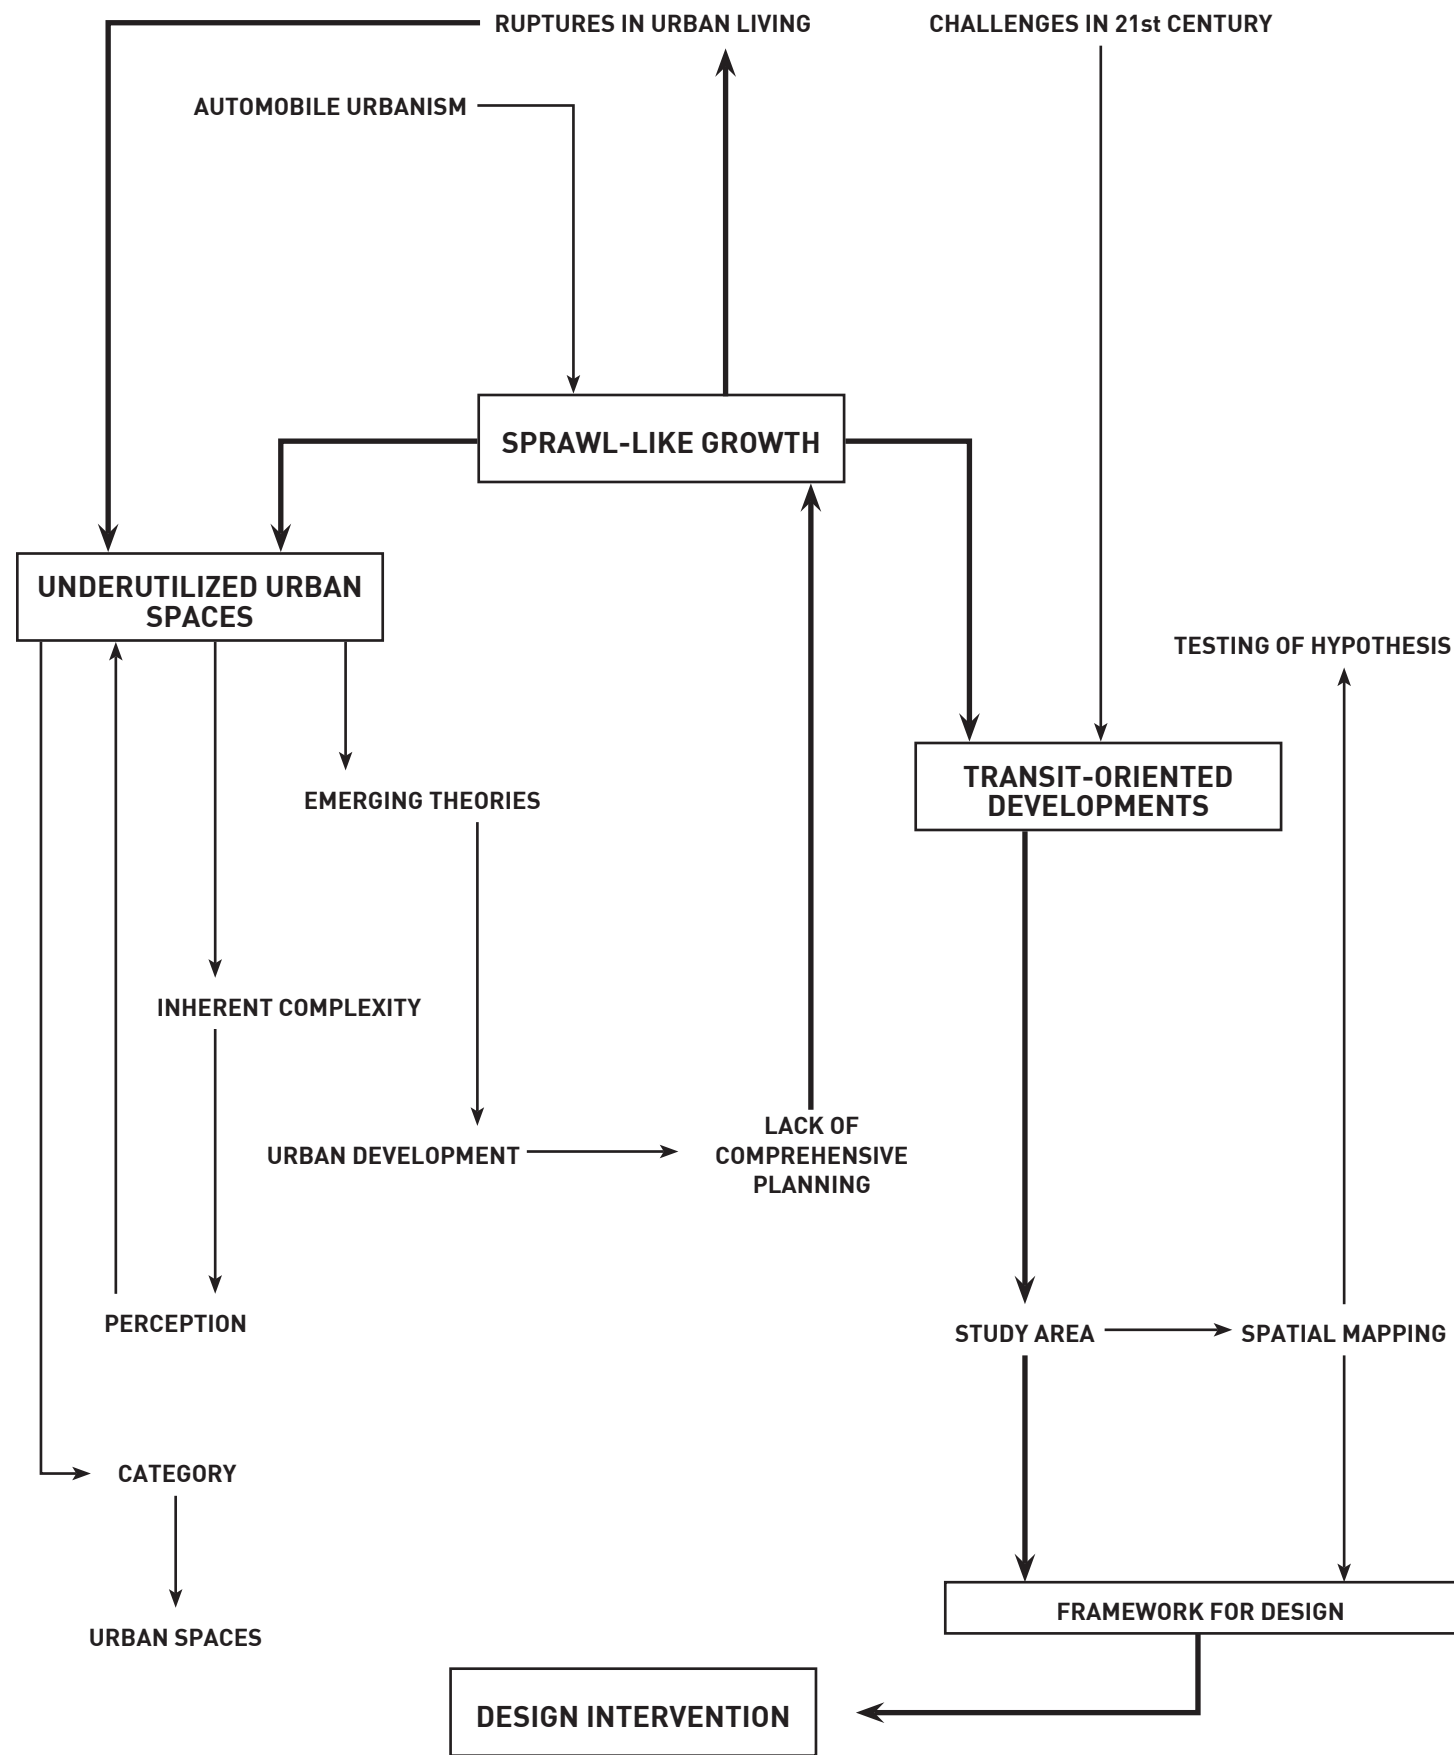 RUPTURES IN URBAN LIVING
CHALLENGES IN 21st CENTURY
AUTOMOBILE URBANISM
SPRAWL-LIKE GROWTH
UNDERUTILIZED URBAN
SPACES
TESTING OF HYPOTHESIS
TRANSIT-ORIENTED
DEVELOPMENTS
EMERGING THEORIES
INHERENT COMPLEXITY
URBAN DEVELOPMENT
LACK OF
COMPREHENSIVE
PLANNING
PERCEPTION
STUDY AREA
SPATIAL MAPPING
CATEGORY
FRAMEWORK FOR DESIGN
URBAN SPACES
DESIGN INTERVENTION